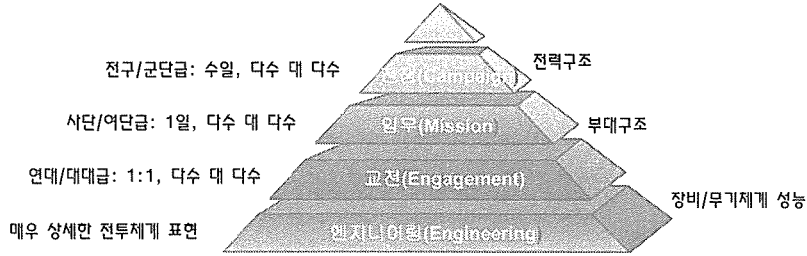 전구/군단급: 수일, 다수 대 다수
(Campaign)
전력구조
사단/여단급: 1일, 다수 대 다수
임무(Mission)
부대구조
연대/대대급: 1:1, 다수 대 다수
교전(Engagement)
장비/무기체계 성능
매우 상세한 전투체계 표현
엔지니어링(Engineering)